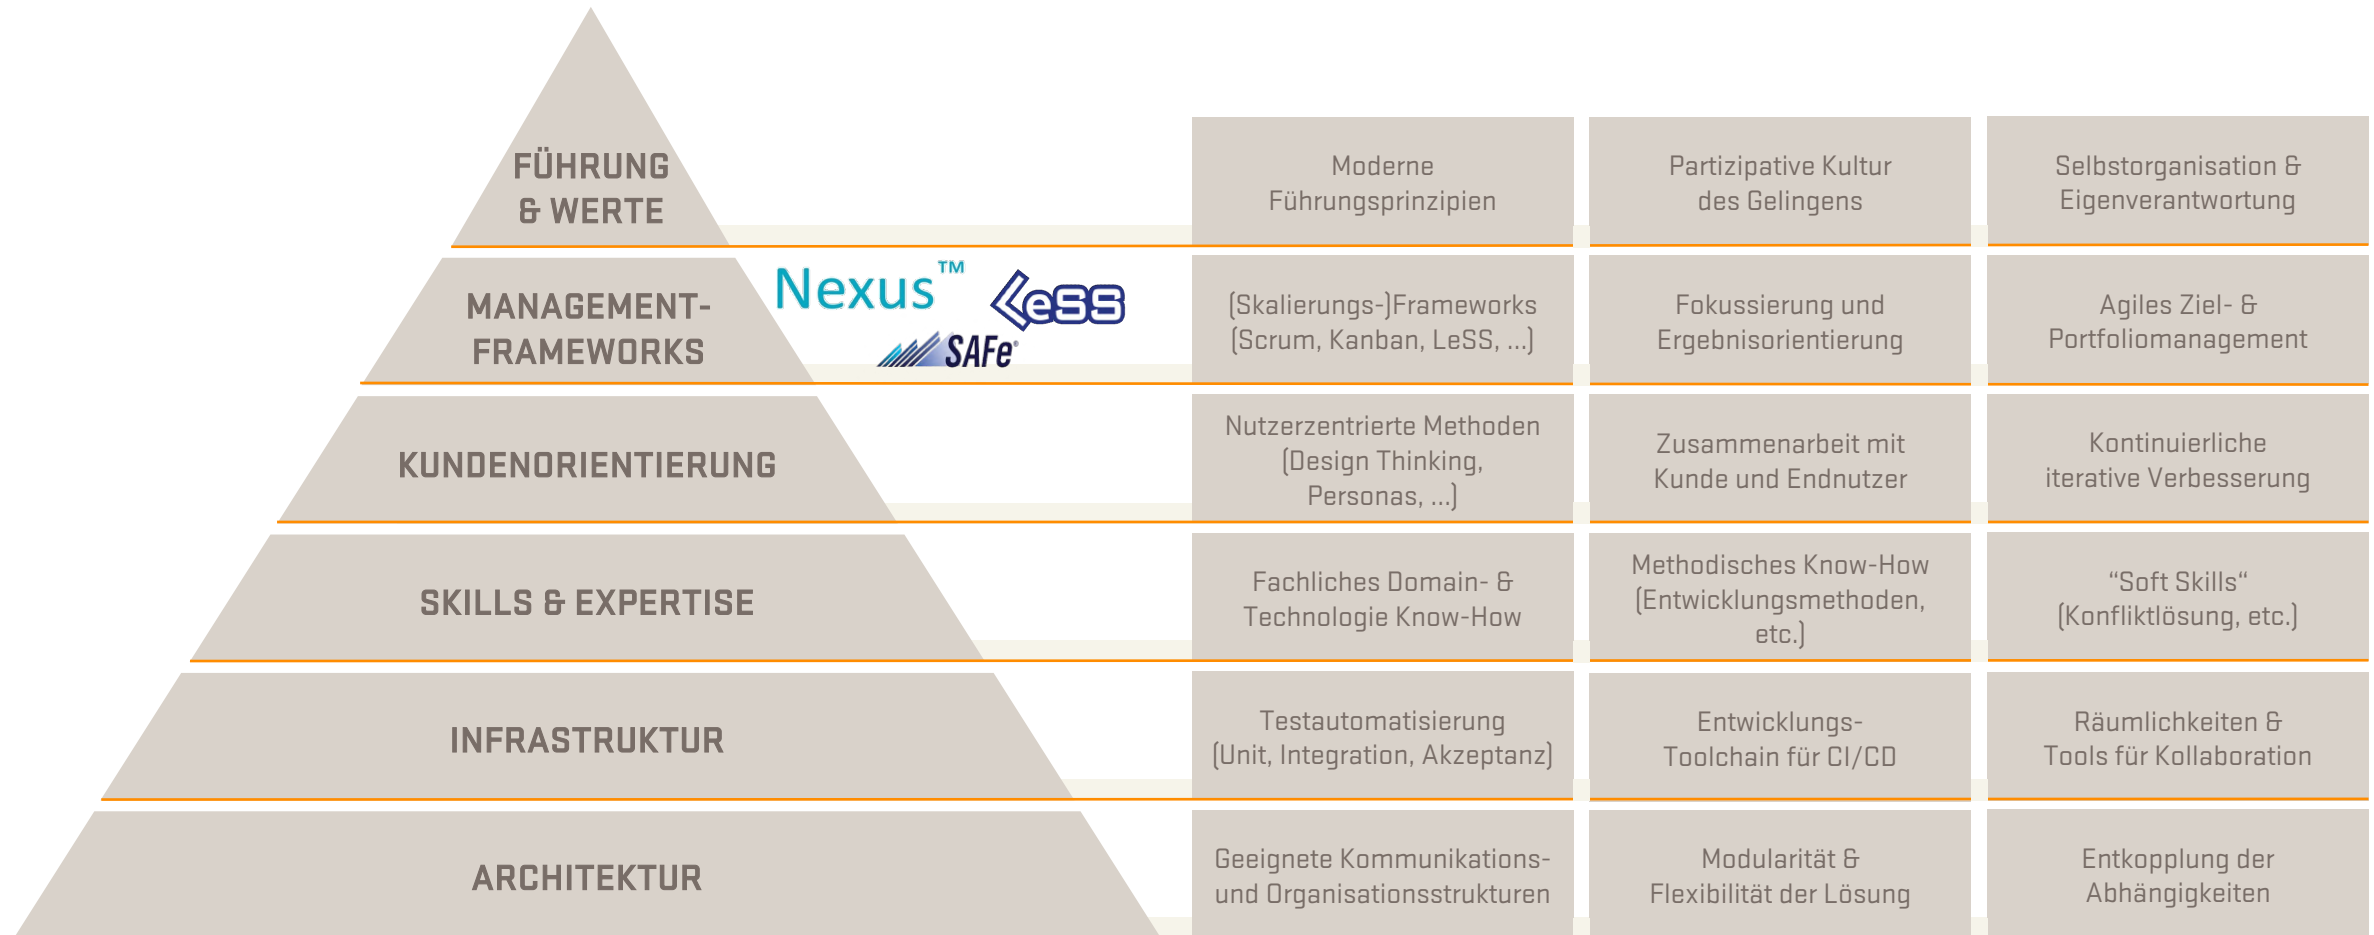 FÜHRUNG
& WERTE
Moderne
Führungsprinzipien
Partizipative Kultur
des Gelingens
Selbstorganisation &
Eigenverantwortung
MANAGEMENT-
FRAMEWORKS
Nexus™
LeSS
SAFe®
(Skalierungs-)Frameworks
(Scrum, Kanban, LeSS, ...)
Fokussierung und
Ergebnisorientierung
Agiles Ziel- &
Portfoliomanagement
KUNDENORIENTIERUNG
Nutzerzentrierte Methoden
(Design Thinking,
Personas, ...)
Zusammenarbeit mit
Kunde und Endnutzer
Kontinuierliche
iterative Verbesserung
SKILLS & EXPERTISE
Fachliches Domain- &
Technologie Know-How
Methodisches Know-How
(Entwicklungsmethoden,
etc.)
“Soft Skills“
(Konfliktlösung, etc.)
INFRASTRUKTUR
Testautomatisierung
(Unit, Integration, Akzeptanz)
Entwicklungs-
Toolchain für CI/CD
Räumlichkeiten &
Tools für Kollaboration
ARCHITEKTUR
Geeignete Kommunikations-
und Organisationsstrukturen
Modularität &
Flexibilität der Lösung
Entkopplung der
Abhängigkeiten